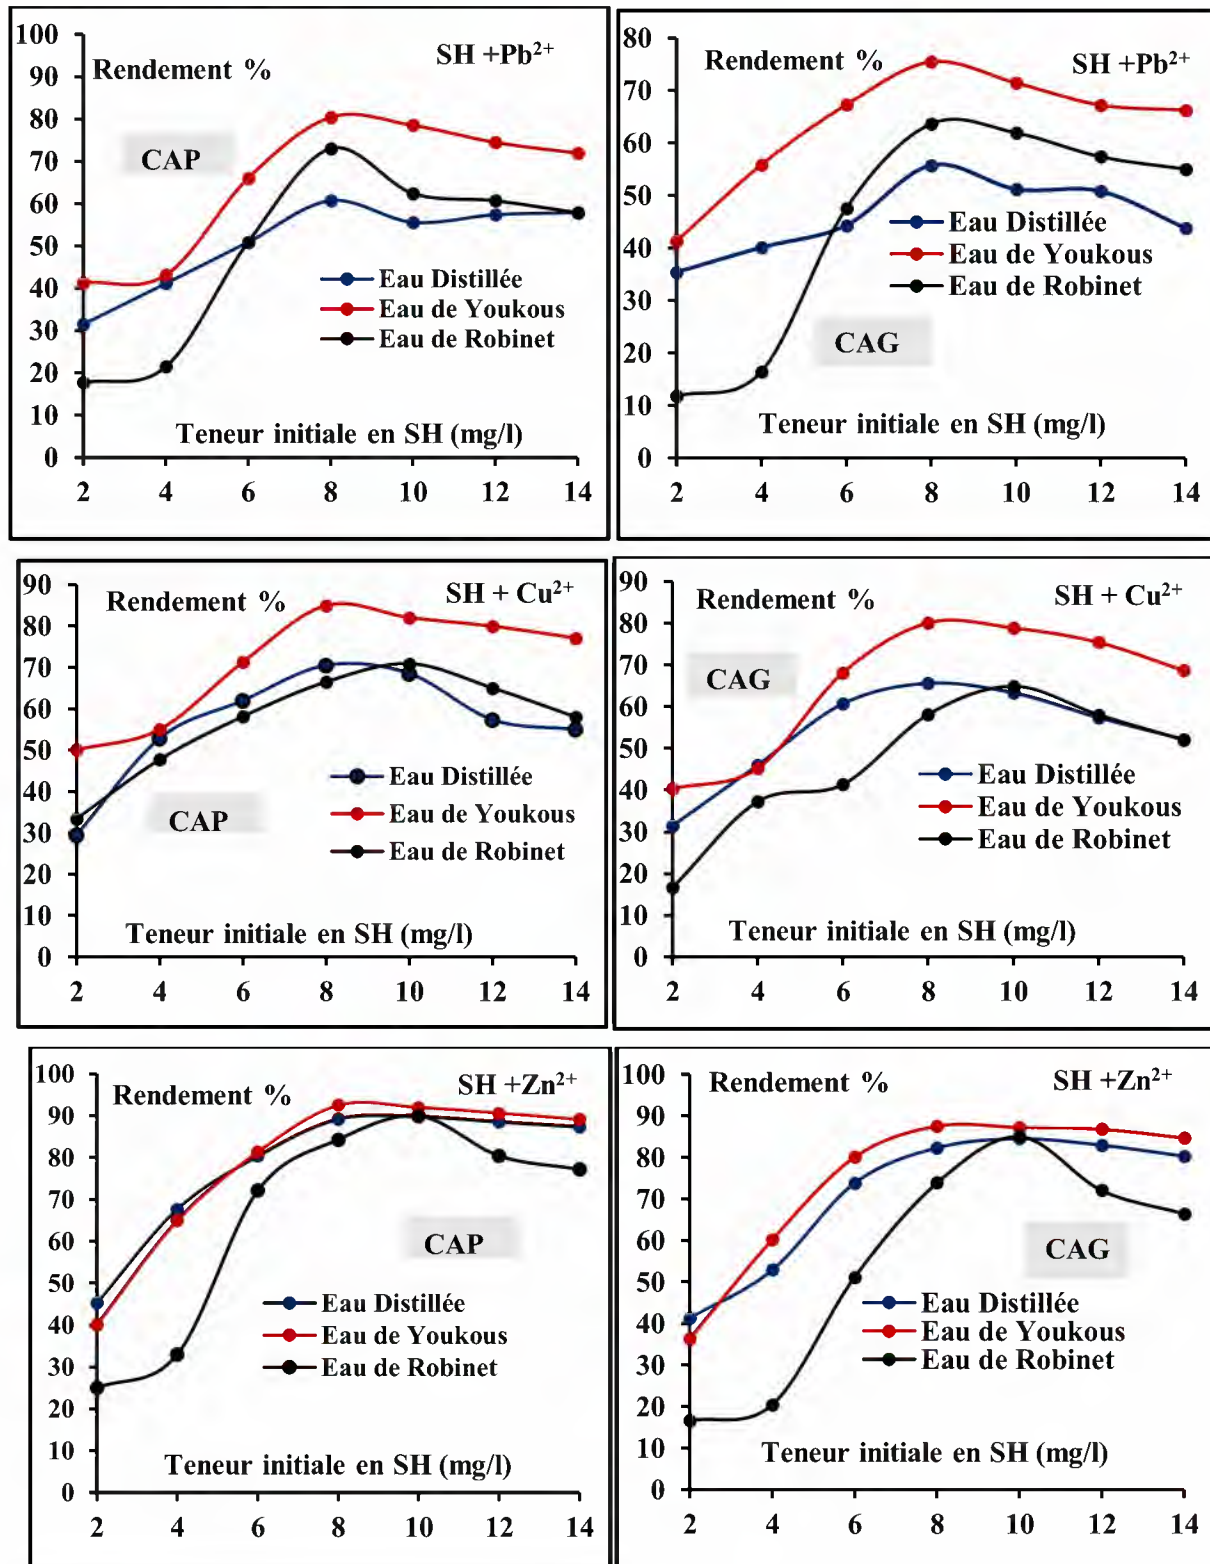 SH +Pb²⁺
Rendement %
CAP
Eau Distillée
Eau de Youkous
Eau de Robinet
Teneur initiale en SH (mg/l)
100
90
80
70
60
50
40
30
20
10
0
2 4 6 8 10 12 14
SH +Pb²⁺
Rendement %
Eau Distillée
Eau de Youkous
Eau de Robinet
CAG
Teneur initiale en SH (mg/l)
80
70
60
50
40
30
20
10
0
2 4 6 8 10 12 14
SH + Cu²⁺
Rendement %
Eau Distillée
Eau de Youkous
Eau de Robinet
CAP
Teneur initiale en SH (mg/l)
90
80
70
60
50
40
30
20
10
0
2 4 6 8 10 12 14
SH + Cu²⁺
Rendement %
CAG
Eau Distillée
Eau de Youkous
Eau de Robinet
Teneur initiale en SH (mg/l)
90
80
70
60
50
40
30
20
10
0
2 4 6 8 10 12 14
SH +Zn²⁺
Rendement %
CAP
Eau Distillée
Eau de Youkous
Eau de Robinet
Teneur initiale en SH (mg/l)
100
90
80
70
60
50
40
30
20
10
0
2 4 6 8 10 12 14
SH +Zn²⁺
Rendement %
CAG
Eau Distillée
Eau de Youkous
Eau de Robinet
Teneur initiale en SH (mg/l)
100
90
80
70
60
50
40
30
20
10
0
2 4 6 8 10 12 14